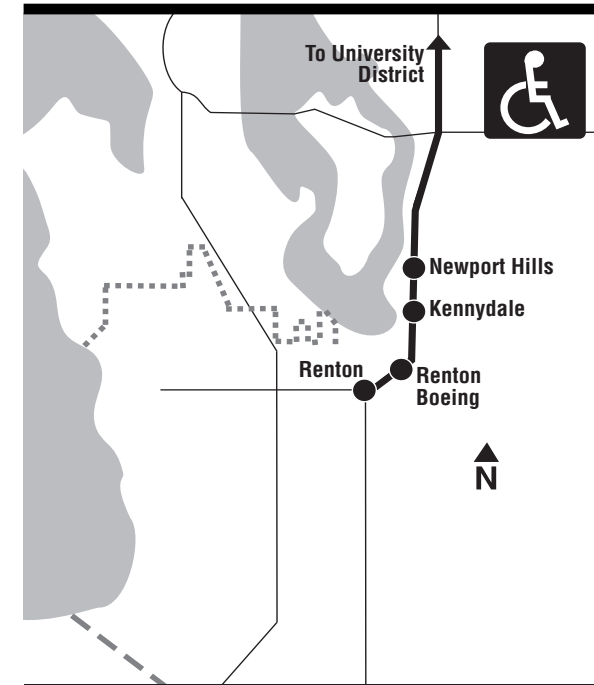 To University
District
Newport Hills
Kennydale
Renton
Renton
Boeing
N